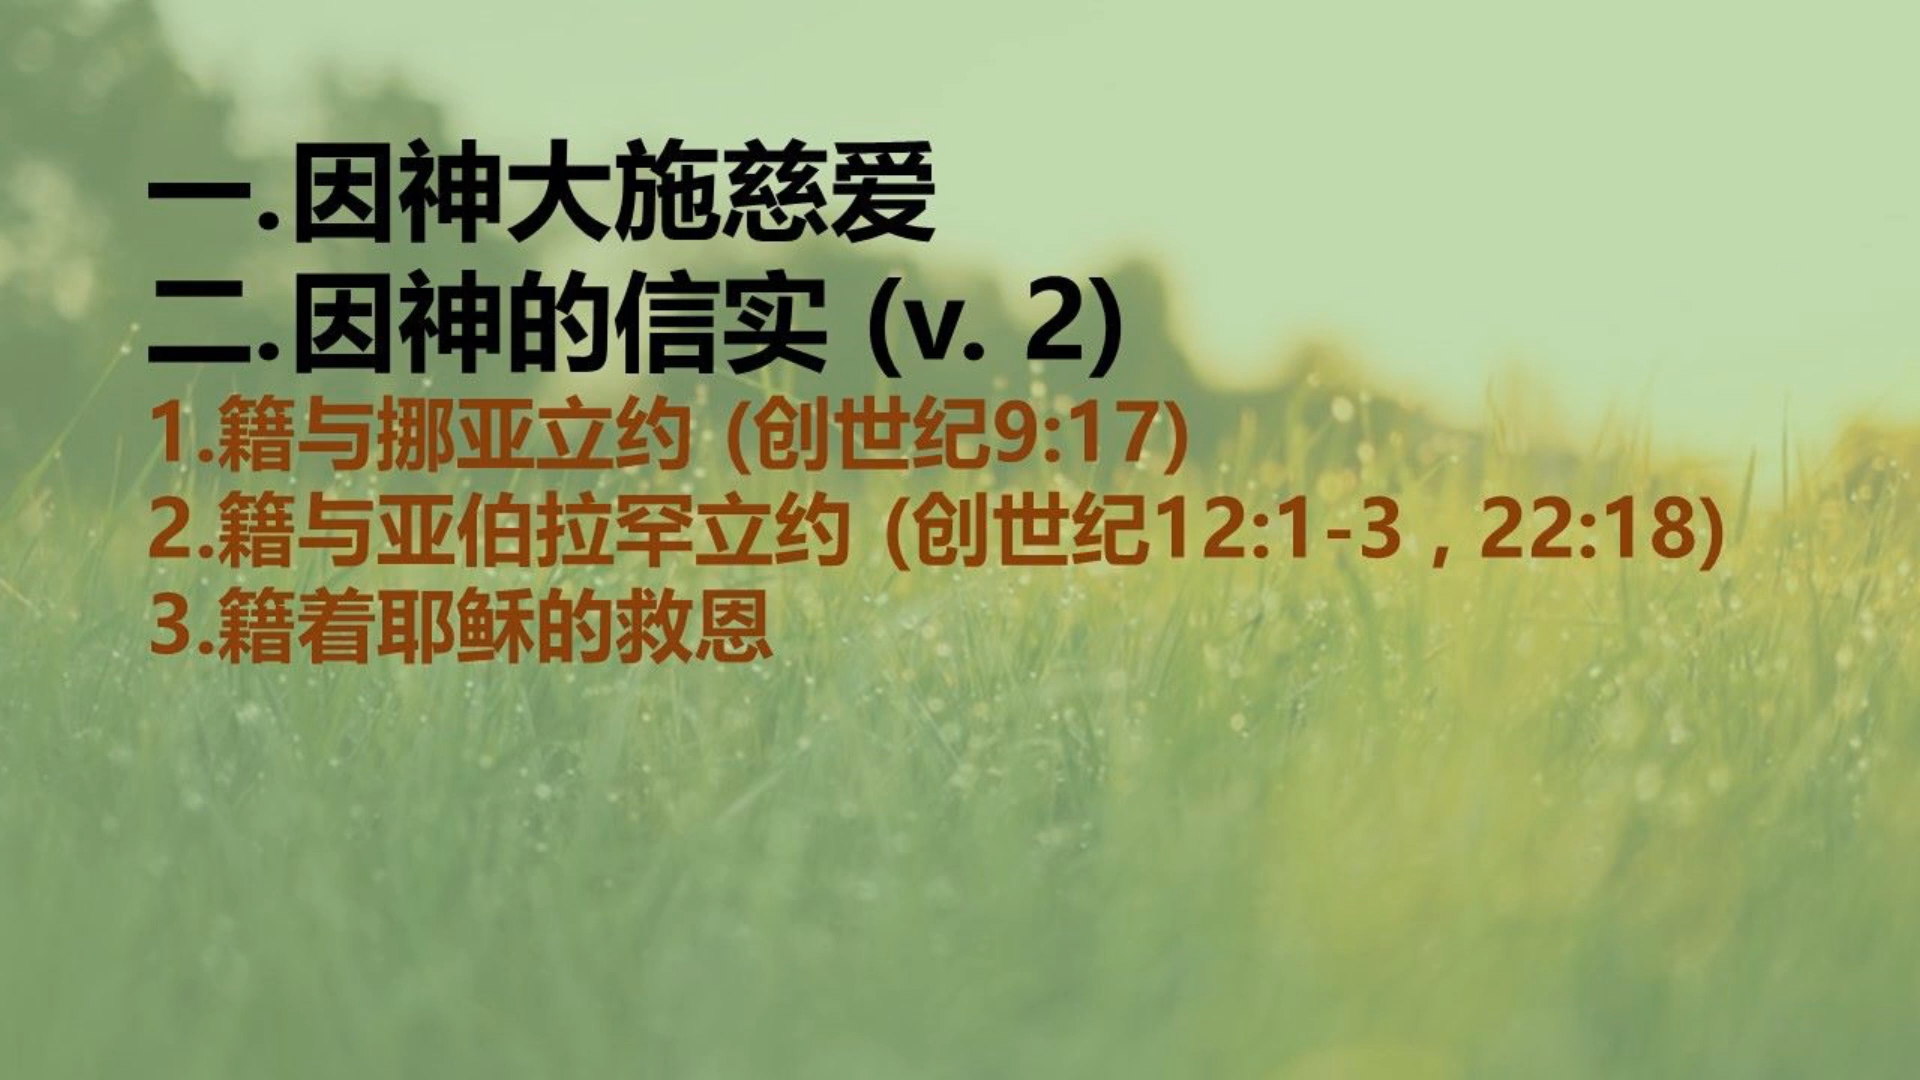 一.因神大施慈爱
二.因神的信实 (v. 2)
1.籍与挪亚立约 (创世纪9:17)
2.籍与亚伯拉罕立约 (创世纪12:1-3 , 22:18)
3.籍着耶稣的救恩